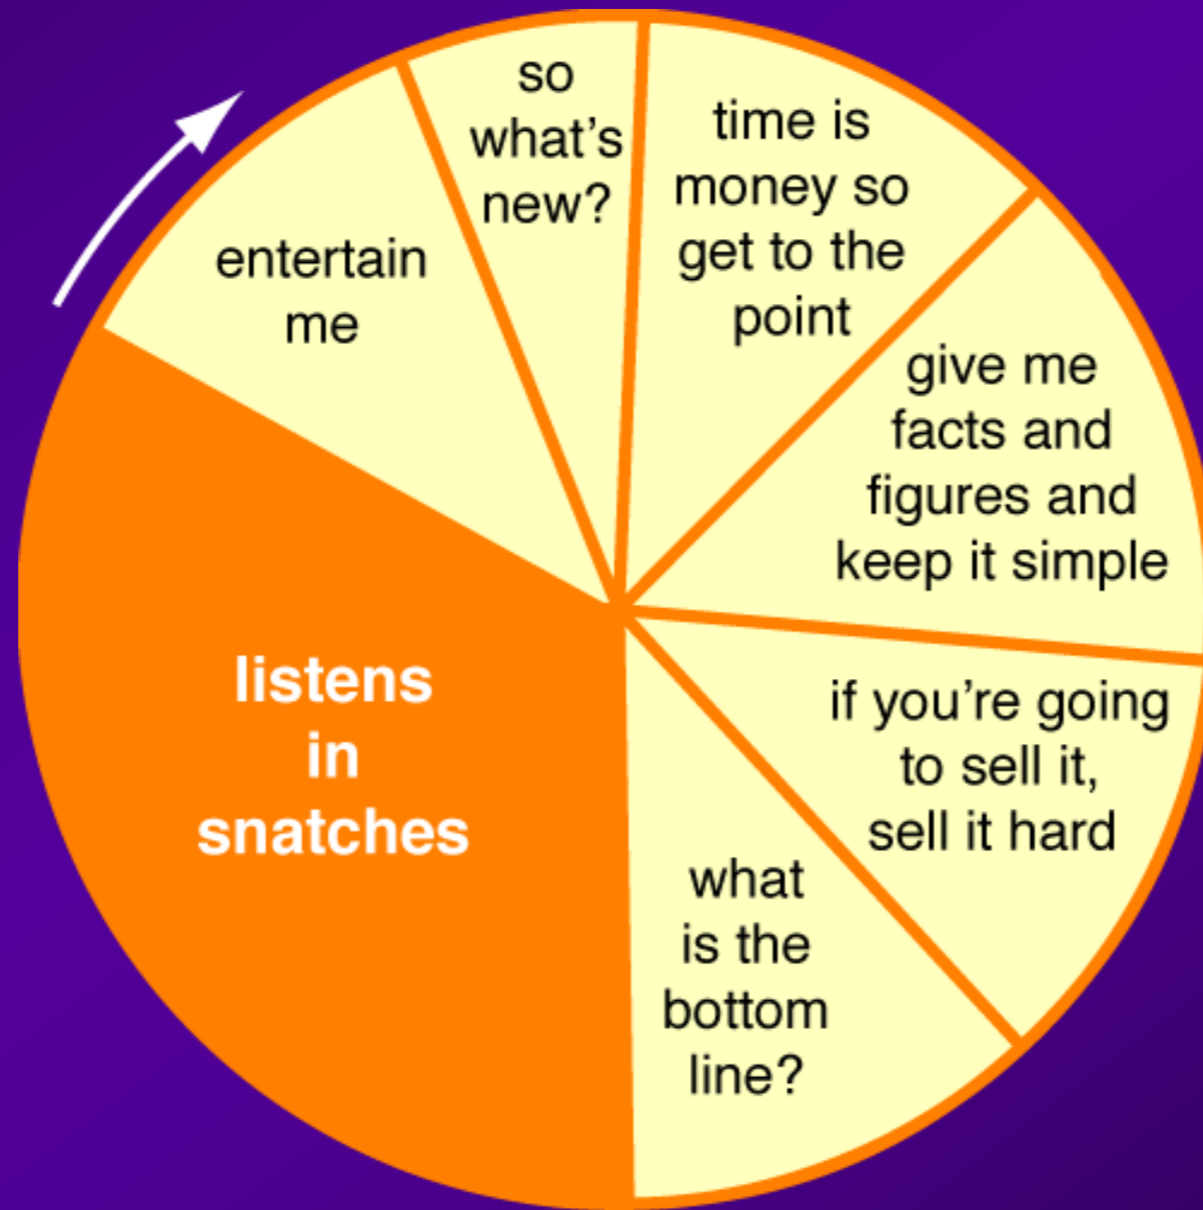 entertain
me
so
what's
new?
time is
money so
get to the
point
give me
facts and
figures and
keep it simple
if you're going
to sell it,
sell it hard
what
is the
bottom
line?
listens
in
snatches